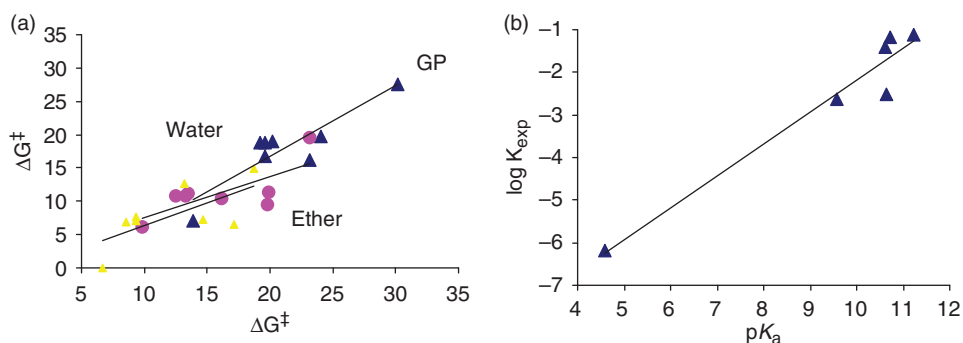 (a)
ΔG‡
40
35
30
25
20
15
10
5
0
GP
Water
Ether
5 10 15 20 25 30 35
ΔG‡
(b)
log Kexp
–1
–2
–3
–4
–5
–6
–7
4 5 6 7 8 9 10 11 12
pKa